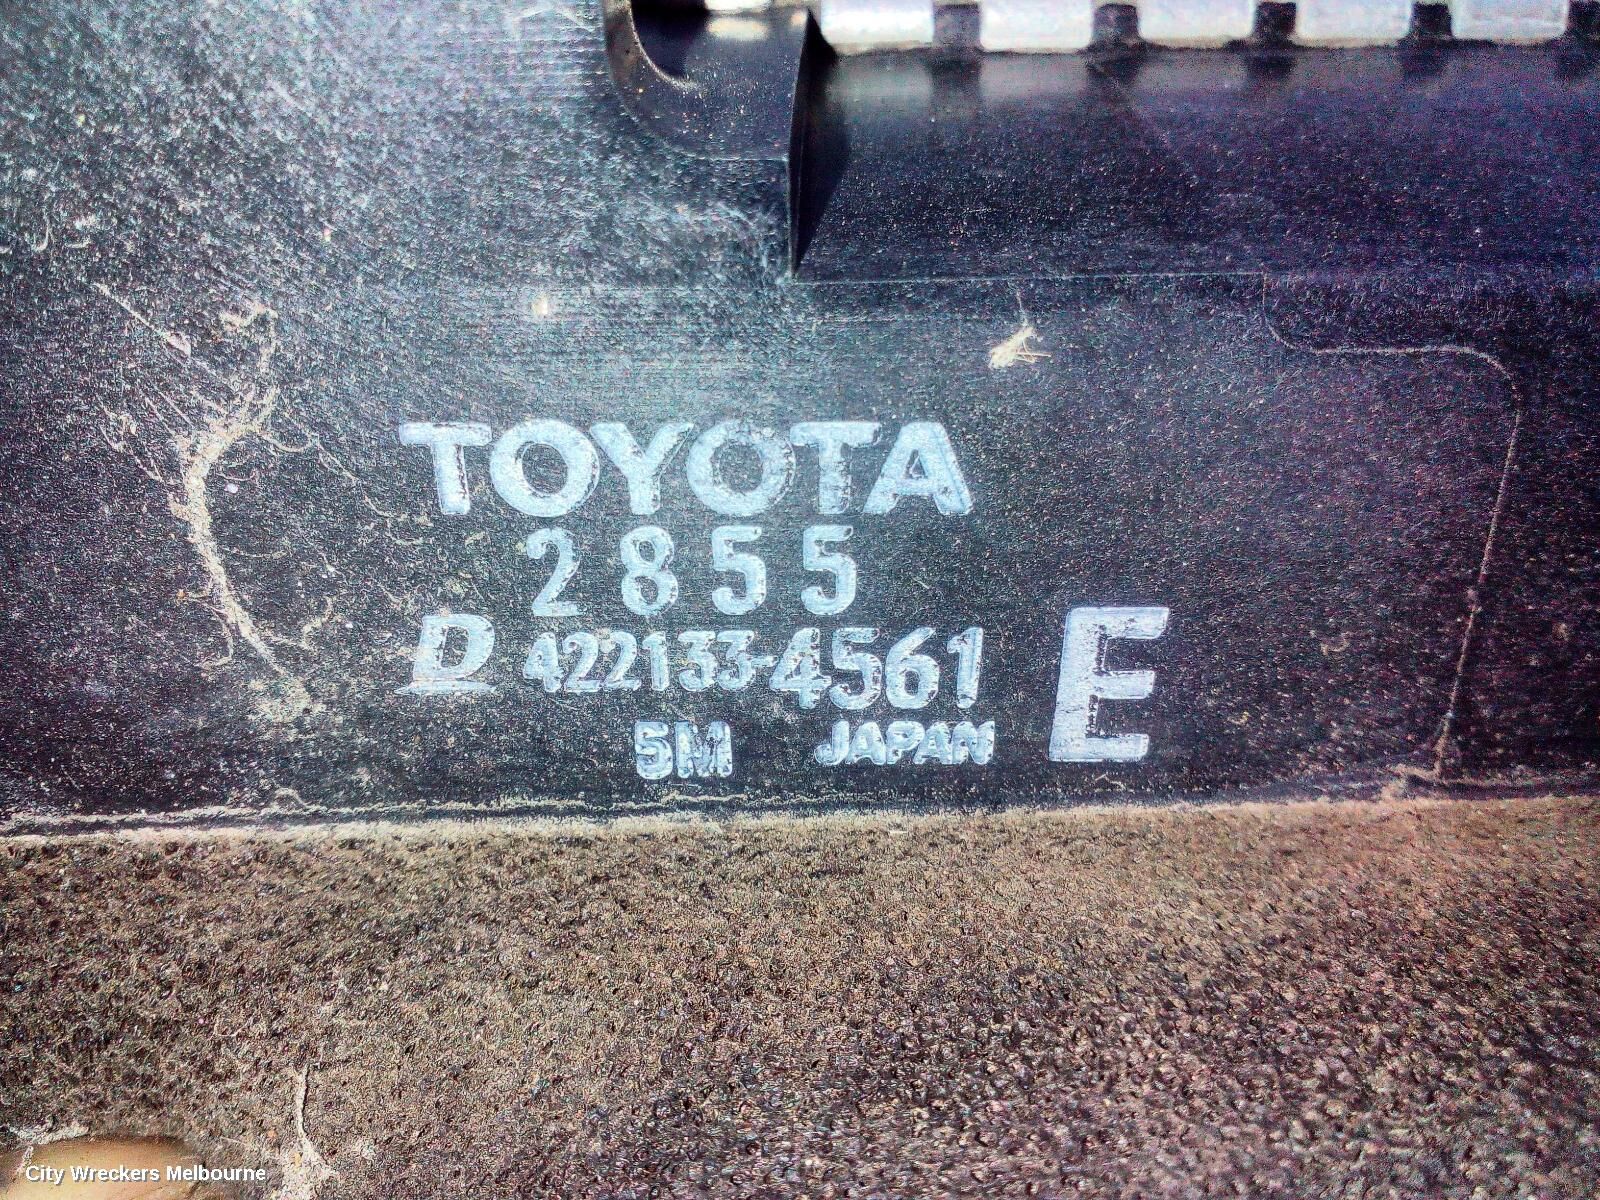 TOYOTA
2855
D 422133-4561 E
5M JAPAN
City Wreckers Melbourne